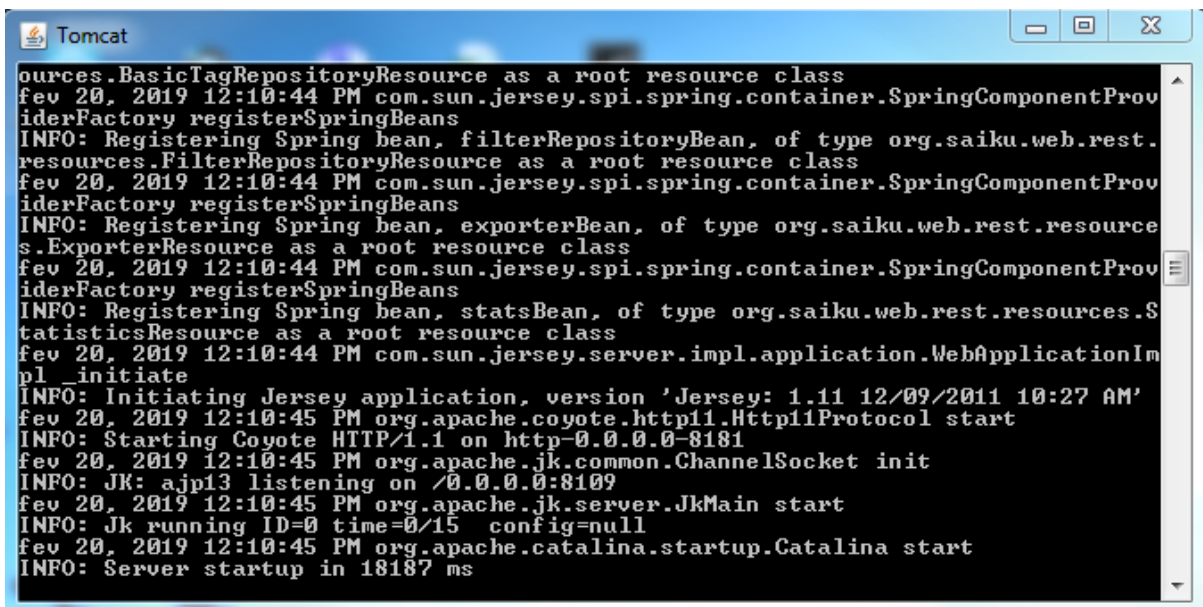 Tomcat
ources.BasicTagRepositoryResource as a root resource class
fev 20, 2019 12:10:44 PM com.sun.jersey.spi.spring.container.SpringComponentProv
iderFactory registerSpringBeans
INFO: Registering Spring bean, filterRepositoryBean, of type org.saiku.web.rest.
resources.FilterRepositoryResource as a root resource class
fev 20, 2019 12:10:44 PM com.sun.jersey.spi.spring.container.SpringComponentProv
iderFactory registerSpringBeans
INFO: Registering Spring bean, exporterBean, of type org.saiku.web.rest.resource
s.ExporterResource as a root resource class
fev 20, 2019 12:10:44 PM com.sun.jersey.spi.spring.container.SpringComponentProv
iderFactory registerSpringBeans
INFO: Registering Spring bean, statsBean, of type org.saiku.web.rest.resources.S
tatisticsResource as a root resource class
fev 20, 2019 12:10:44 PM com.sun.jersey.server.impl.application.WebApplicationIm
pl _initiate
INFO: Initiating Jersey application, version 'Jersey: 1.11 12/09/2011 10:27 AM'
fev 20, 2019 12:10:45 PM org.apache.coyote.http11.Http11Protocol start
INFO: Starting Coyote HTTP/1.1 on http-0.0.0.0-8181
fev 20, 2019 12:10:45 PM org.apache.jk.common.ChannelSocket init
INFO: JK: ajp13 listening on /0.0.0.0:8109
fev 20, 2019 12:10:45 PM org.apache.jk.server.JkMain start
INFO: Jk running ID=0 time=0/15  config=null
fev 20, 2019 12:10:45 PM org.apache.catalina.startup.Catalina start
INFO: Server startup in 18187 ms